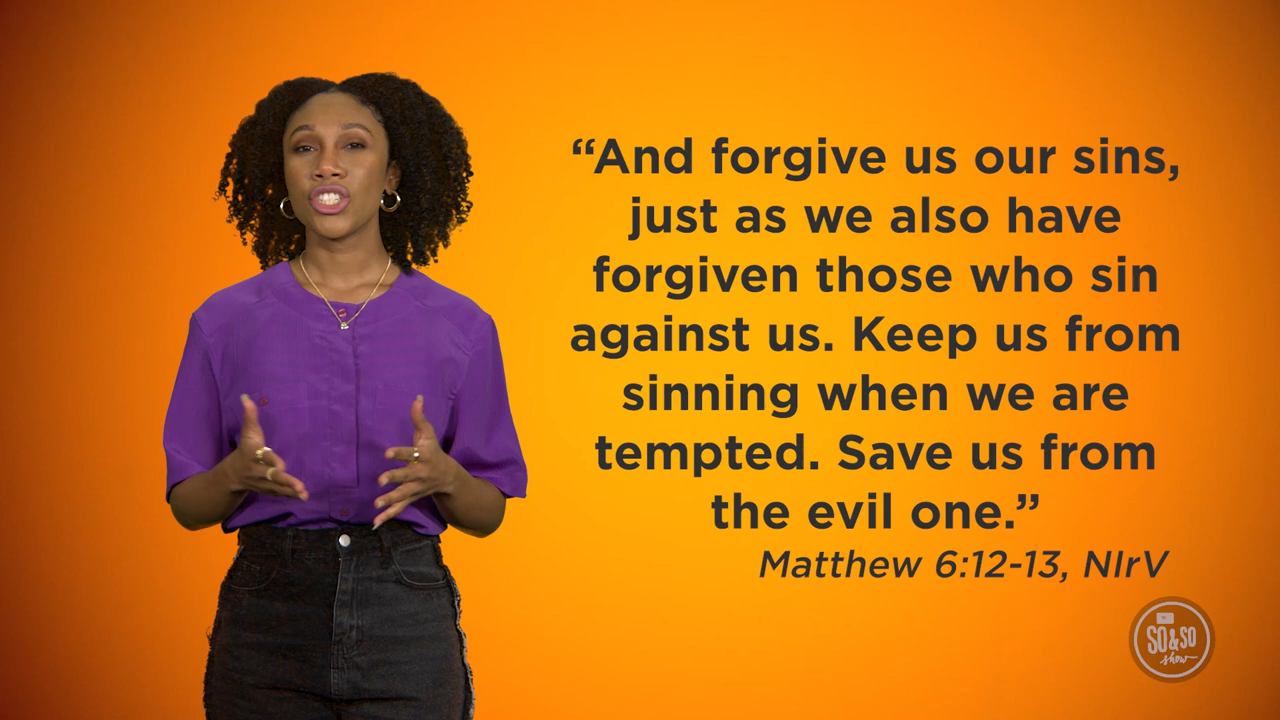 “And forgive us our sins,
just as we also have
forgiven those who sin
against us. Keep us from
sinning when we are
tempted. Save us from
the evil one.”
Matthew 6:12-13, NIrV
SO&SO
show